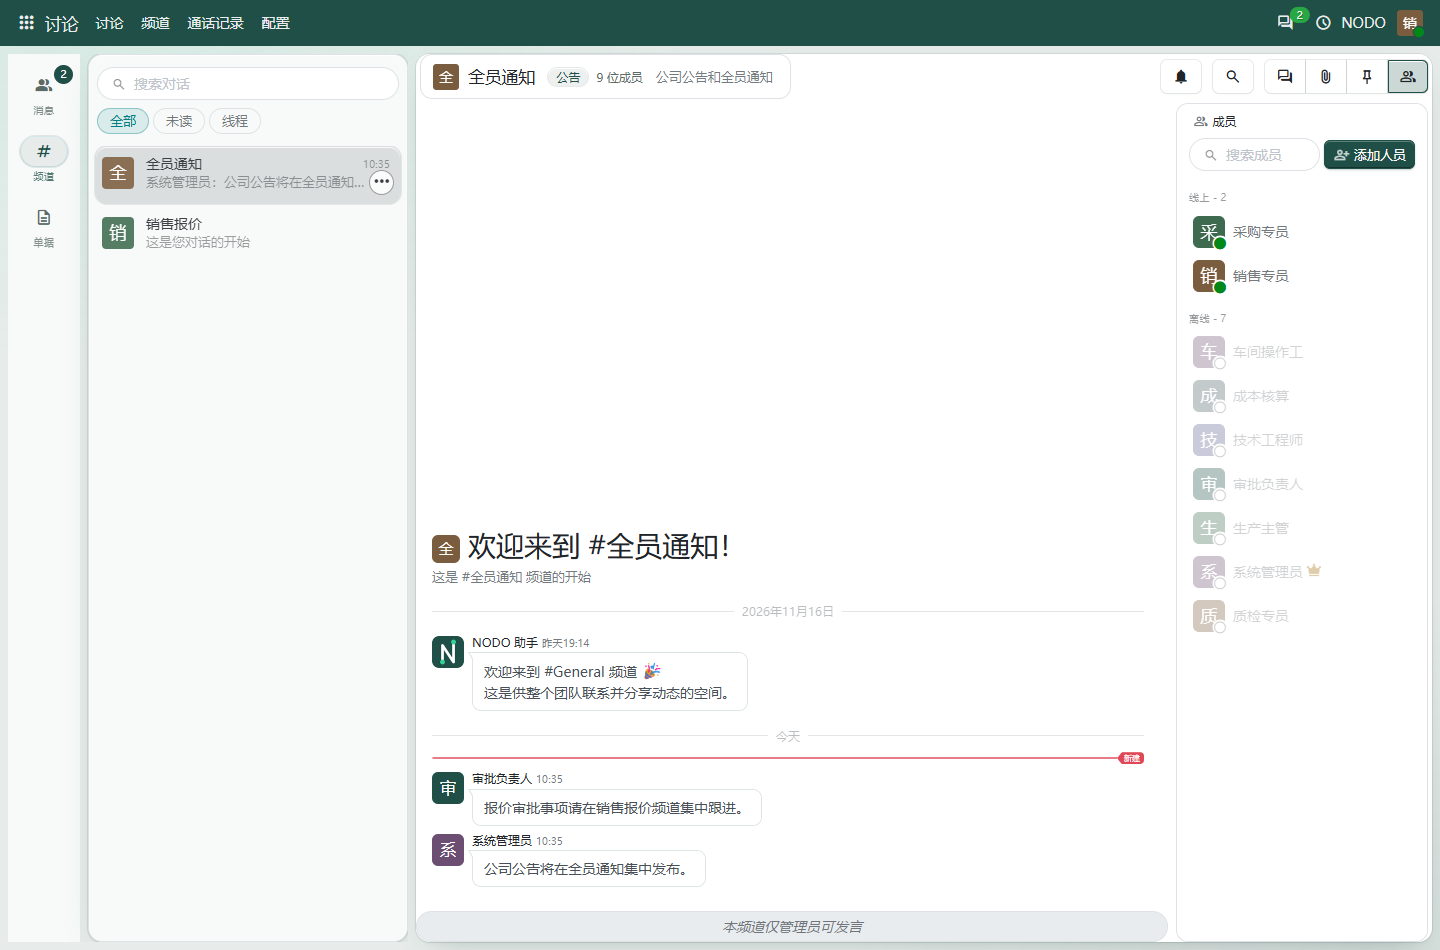 讨论 讨论 频道 通话记录 配置 2 NODO 销
2
消息
频道
单据
搜索对话
全部 未读 线程
全 全员通知 10:35
系统管理员：公司公告将在全员通知...
销 销售报价
这是您对话的开始
全 全员通知 公告 9 位成员 公司公告和全员通知
全 欢迎来到 #全员通知！
这是 #全员通知 频道的开始
2026年11月16日
N NODO 助手 昨天19:14
欢迎来到 #General 频道 🎉
这是供整个团队联系并分享动态的空间。
今天
新建
审 审批负责人 10:35
报价审批事项请在销售报价频道集中跟进。
系 系统管理员 10:35
公司公告将在全员通知集中发布。
本频道仅管理员可发言
成员
搜索成员 添加人员
线上 - 2
采 采购专员
销 销售专员
离线 - 7
车 车间操作工
成 成本核算
技 技术工程师
审 审批负责人
生 生产主管
系 系统管理员
质 质检专员